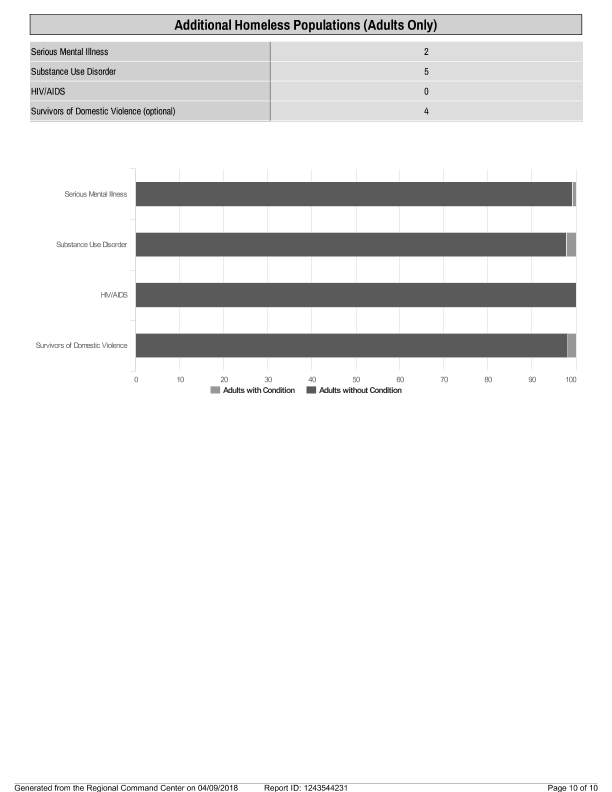 Additional Homeless Populations (Adults Only)
Serious Mental Illness 2
Substance Use Disorder 5
HIV/AIDS 0
Survivors of Domestic Violence (optional) 4
Serious Mental Illness
Substance Use Disorder
HIV/AIDS
Survivors of Domestic Violence
0 10 20 30 40 50 60 70 80 90 100
Adults with Condition Adults without Condition
Generated from the Regional Command Center on 04/09/2018 Report ID: 1243544231 Page 10 of 10